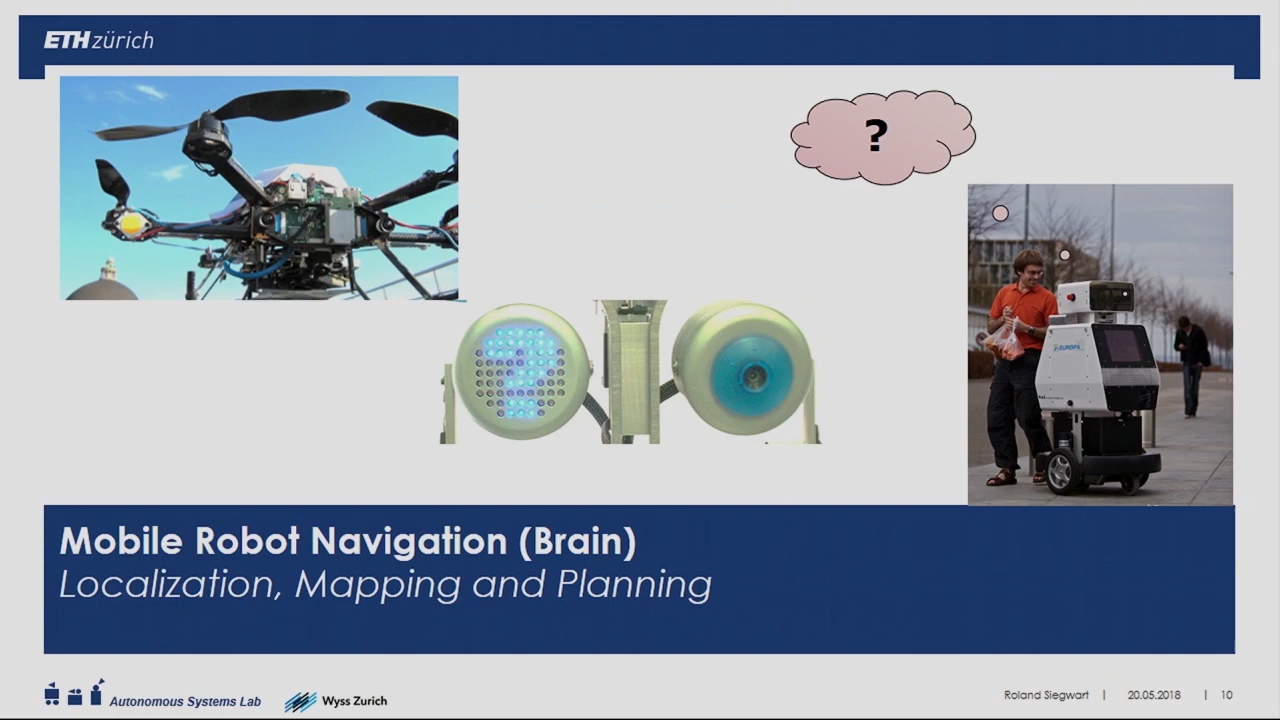 ETH zürich
?
EUROPA
Mobile Robot Navigation (Brain)
Localization, Mapping and Planning
Autonomous Systems Lab
Wyss Zurich
Roland Siegwart | 20.05.2018 | 10